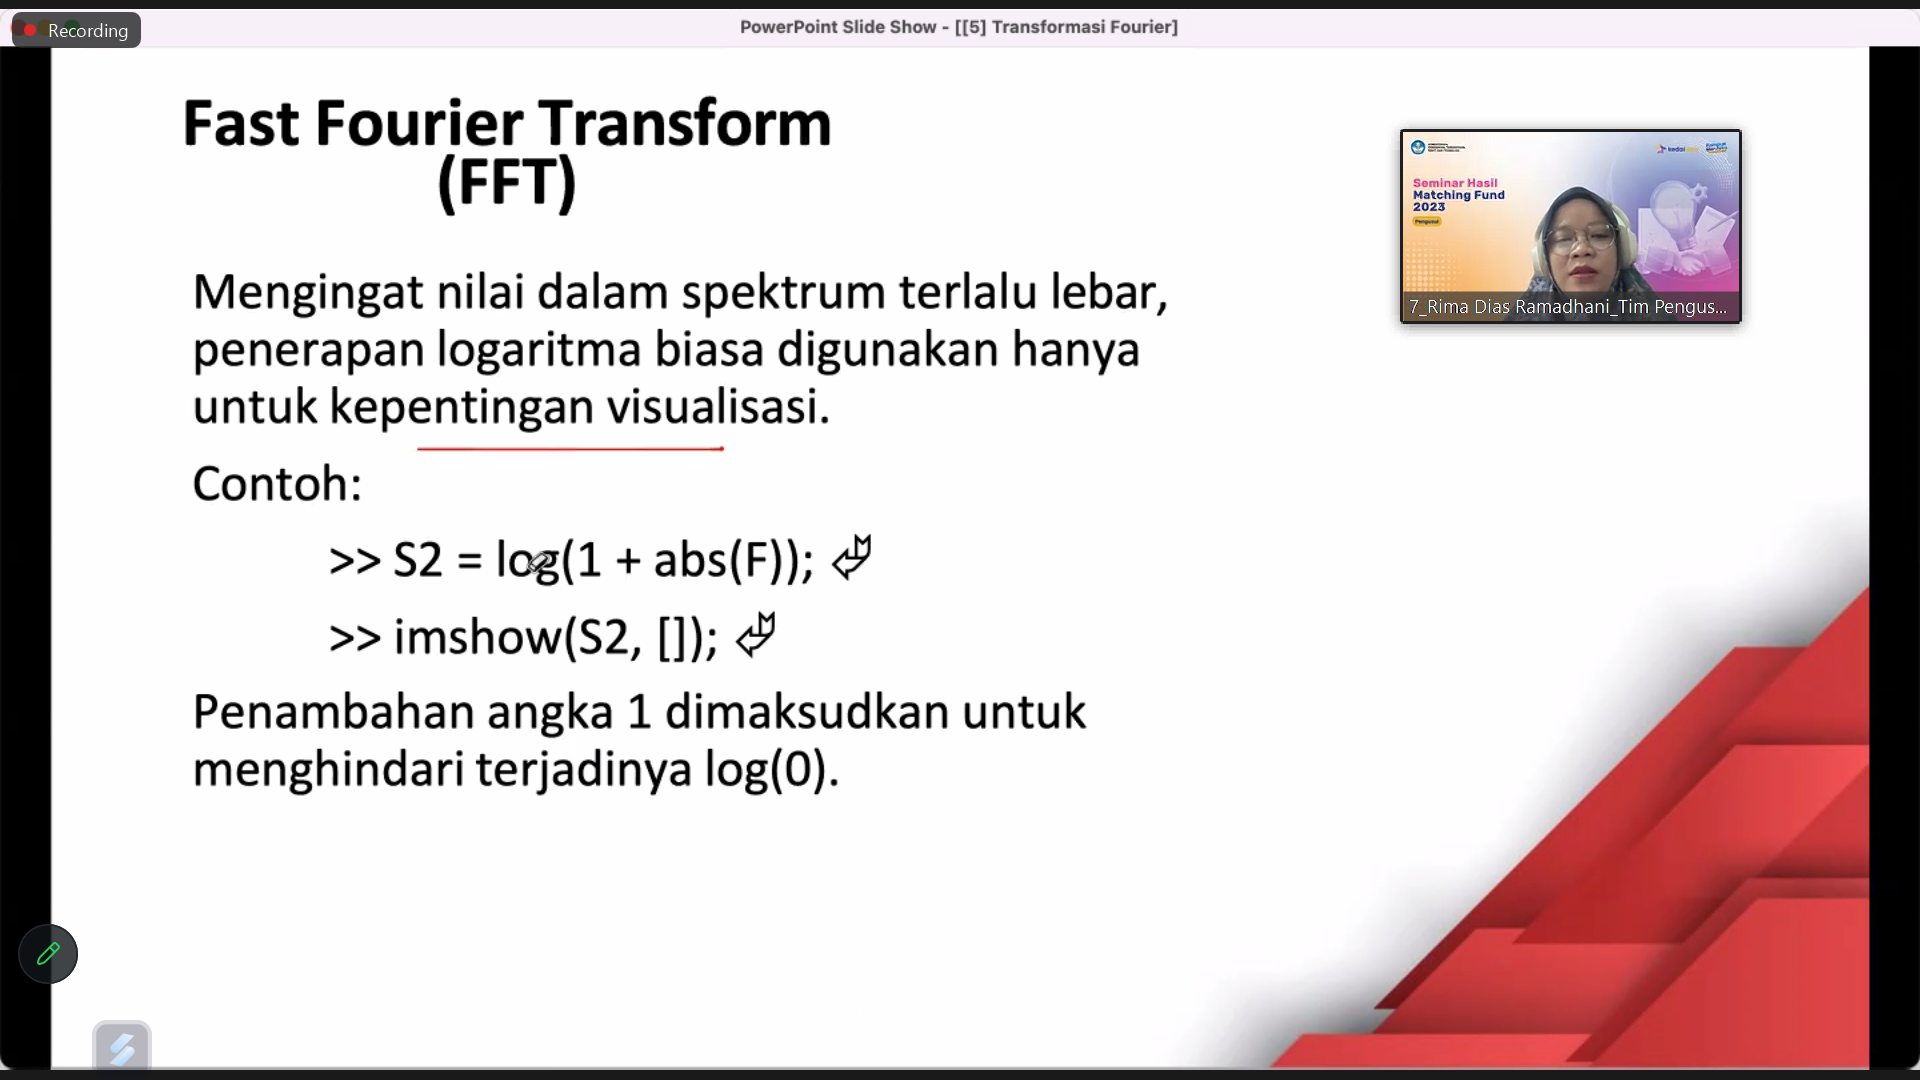 Recording
PowerPoint Slide Show - [[5] Transformasi Fourier]
Fast Fourier Transform
(FFT)
Mengingat nilai dalam spektrum terlalu lebar,
penerapan logaritma biasa digunakan hanya
untuk kepentingan visualisasi.
Contoh:
>> S2 = log(1 + abs(F));
>> imshow(S2, []);
Penambahan angka 1 dimaksudkan untuk
menghindari terjadinya log(0).
Seminar Hasil
Matching Fund
2023
Pengusul
7_Rima Dias Ramadhani_Tim Pengus...